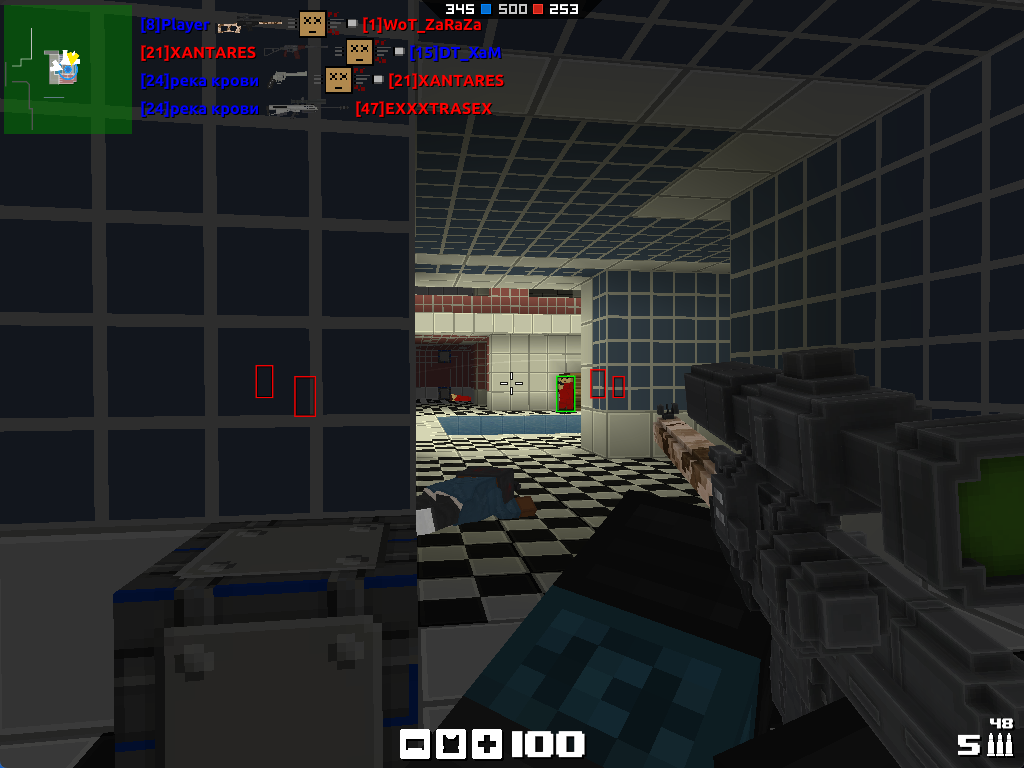 345 500 253
[8]Player [1]WoT_ZaRaZa
[21]XANTARES [15]DT_XaM
[24]река крови [21]XANTARES
[24]река крови [47]EXXXTRASEX
100
48
5